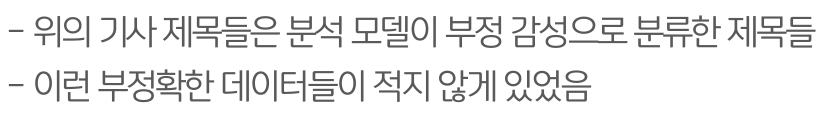 - 위의 기사 제목들은 분석 모델이 부정 감성으로 분류한 제목들
- 이런 부정확한 데이터들이 적지 않게 있었음